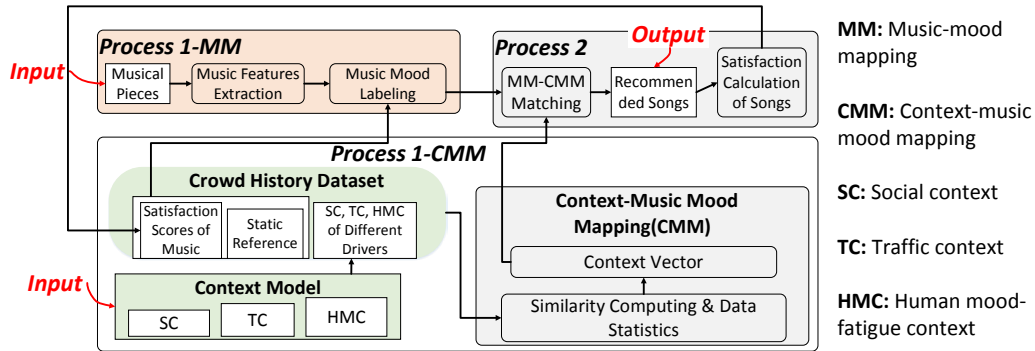 Process 1-MM
Input
Musical
Pieces
Music Features
Extraction
Music Mood
Labeling
Process 2
Output
MM-CMM
Matching
Recommen
ded Songs
Satisfaction
Calculation
of Songs
Process 1-CMM
Crowd History Dataset
Satisfaction
Scores of
Music
Static
Reference
SC, TC, HMC
of Different
Drivers
Input
Context Model
SC
TC
HMC
Context-Music Mood
Mapping(CMM)
Context Vector
Similarity Computing & Data
Statistics
MM: Music-mood
mapping
CMM: Context-music
mood mapping
SC: Social context
TC: Traffic context
HMC: Human mood-
fatigue context